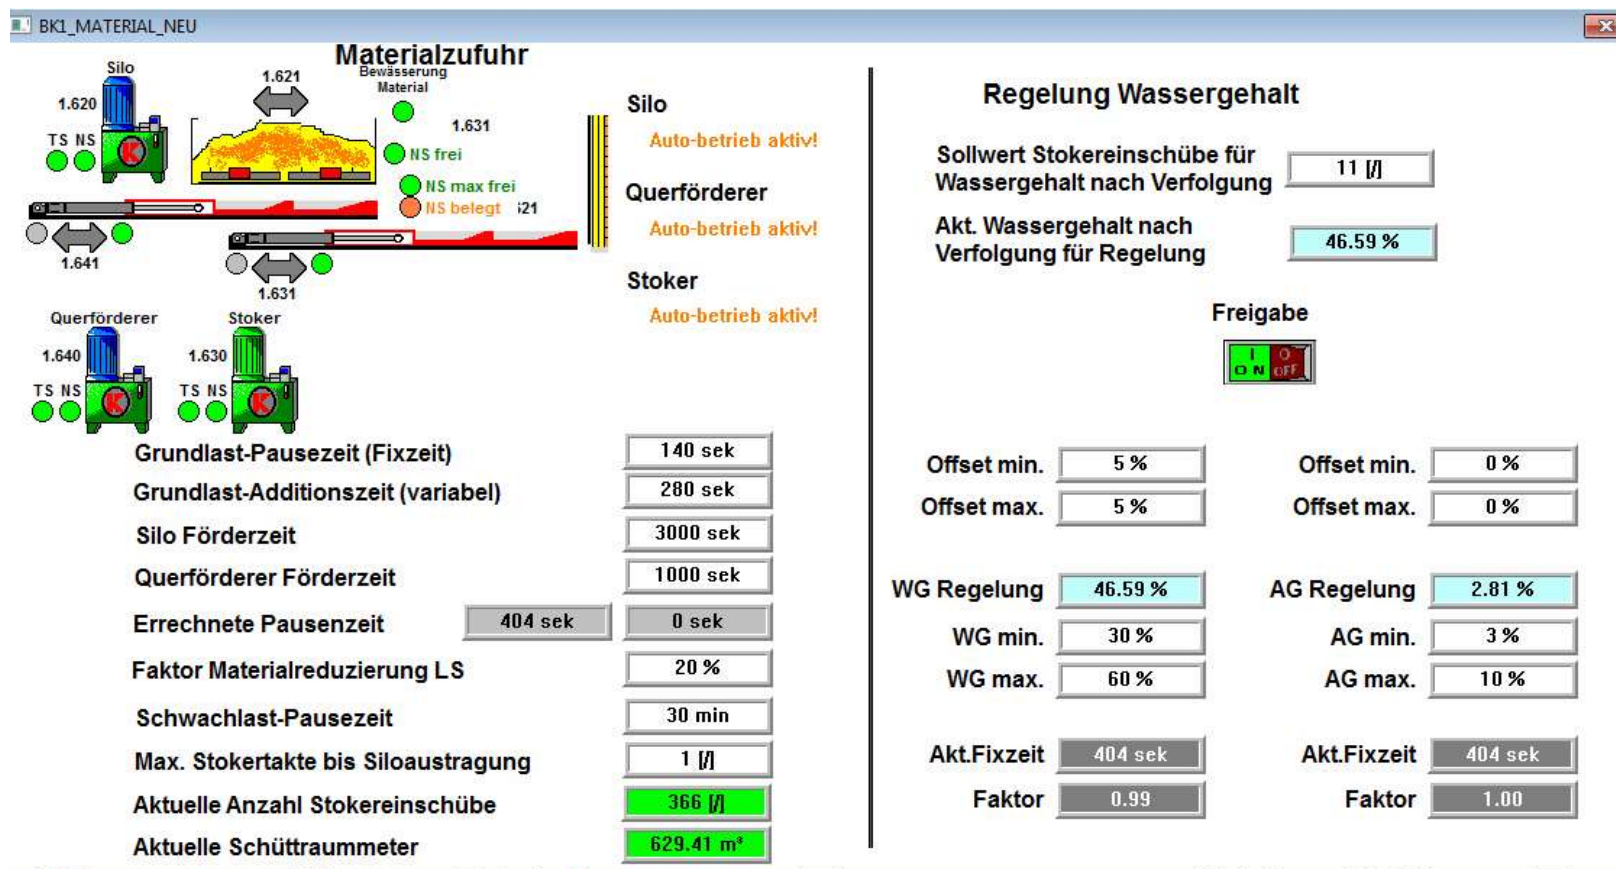 BK1_MATERIAL_NEU
Materialzufuhr
Silo
1.621
Bewässerung
Material
1.620
1.631
TS NS
NS frei
NS max frei
NS belegt
:21
1.641
1.631
Silo
Auto-betrieb aktiv!
Querförderer
Auto-betrieb aktiv!
Stoker
Auto-betrieb aktiv!
Querförderer
Stoker
1.640
1.630
TS NS
TS NS
K
K
K
Grundlast-Pausezeit (Fixzeit) 140 sek
Grundlast-Additionszeit (variabel) 280 sek
Silo Förderzeit 3000 sek
Querförderer Förderzeit 1000 sek
Errechnete Pausenzeit 404 sek 0 sek
Faktor Materialreduzierung LS 20 %
Schwachlast-Pausezeit 30 min
Max. Stokertakte bis Siloaustragung 1 [/]
Aktuelle Anzahl Stokereinschübe 366 [/]
Aktuelle Schüttraummeter 629.41 m³
Regelung Wassergehalt
Sollwert Stokereinschübe für
Wassergehalt nach Verfolgung
11 [/]
Akt. Wassergehalt nach
Verfolgung für Regelung
46.59 %
Freigabe
I O
ON OFF
Offset min. 5 % Offset min. 0 %
Offset max. 5 % Offset max. 0 %
WG Regelung 46.59 % AG Regelung 2.81 %
WG min. 30 % AG min. 3 %
WG max. 60 % AG max. 10 %
Akt.Fixzeit 404 sek Akt.Fixzeit 404 sek
Faktor 0.99 Faktor 1.00